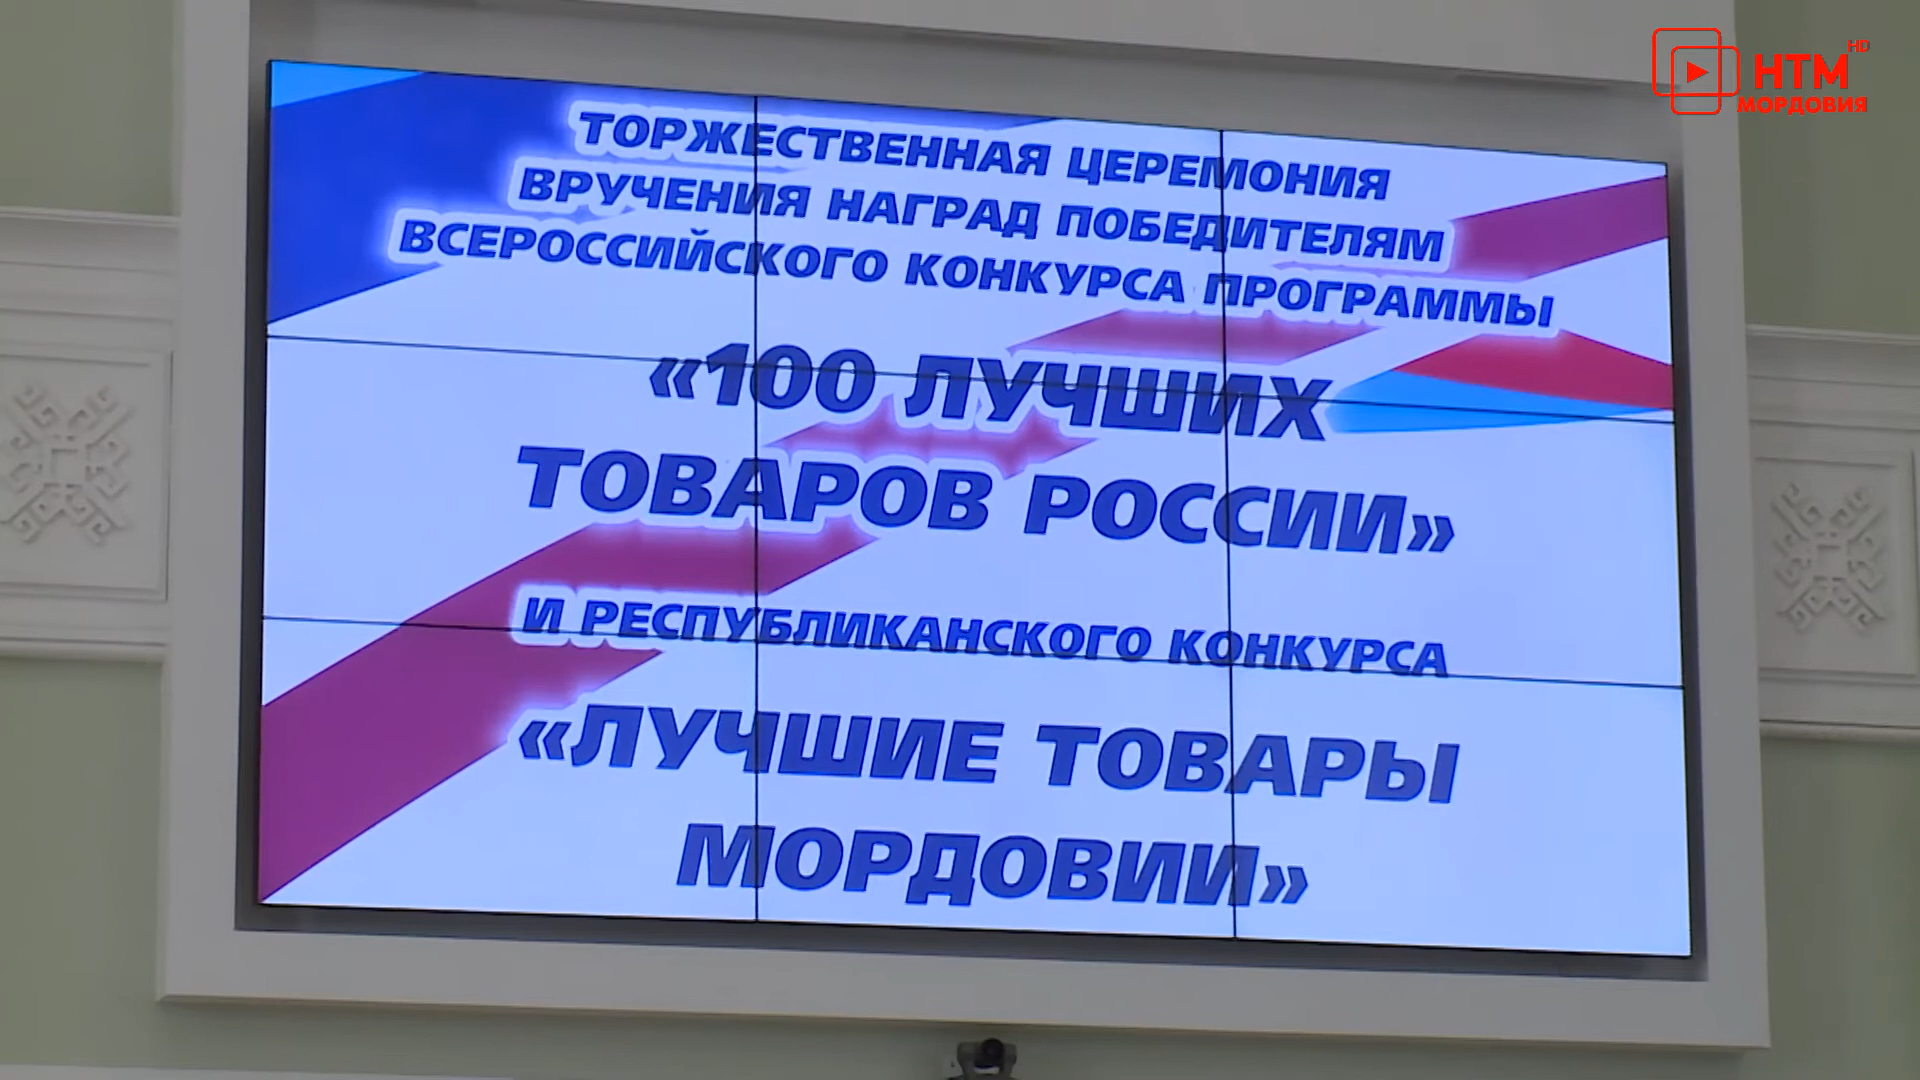 НТМ HD
МОРДОВИЯ
ТОРЖЕСТВЕННАЯ ЦЕРЕМОНИЯ
ВРУЧЕНИЯ НАГРАД ПОБЕДИТЕЛЯМ
ВСЕРОССИЙСКОГО КОНКУРСА ПРОГРАММЫ
«100 ЛУЧШИХ
ТОВАРОВ РОССИИ»
И РЕСПУБЛИКАНСКОГО КОНКУРСА
«ЛУЧШИЕ ТОВАРЫ
МОРДОВИИ»